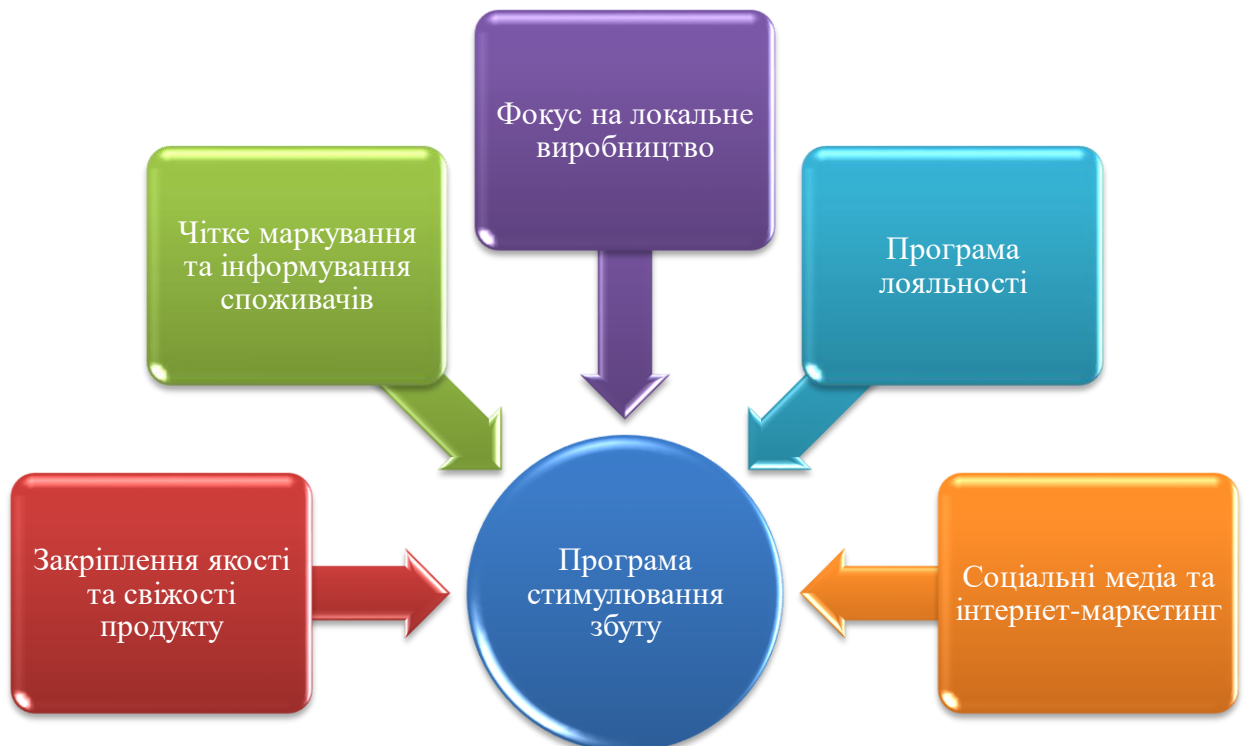 Фокус на локальне
виробництво
Чітке маркування
та інформування
споживачів
Програма
лояльності
Закріплення якості
та свіжості
продукту
Програма
стимулювання
збуту
Соціальні медіа та
інтернет-маркетинг